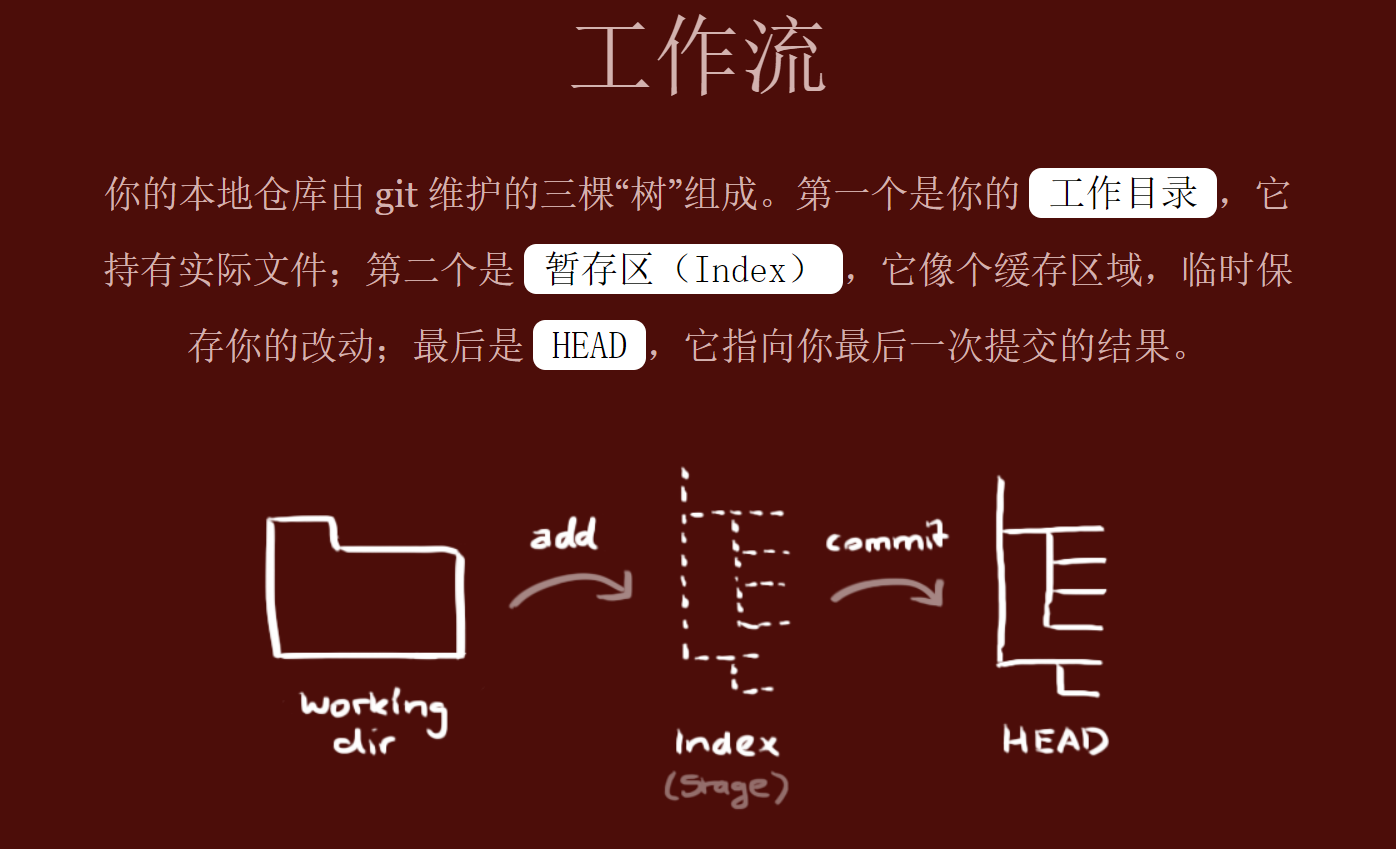 工作流
你的本地仓库由 git 维护的三棵“树”组成。第一个是你的 工作目录，它
持有实际文件；第二个是 暂存区（Index），它像个缓存区域，临时保
存你的改动；最后是 HEAD，它指向你最后一次提交的结果。
add
commit
working
dir
Index
(Stage)
HEAD